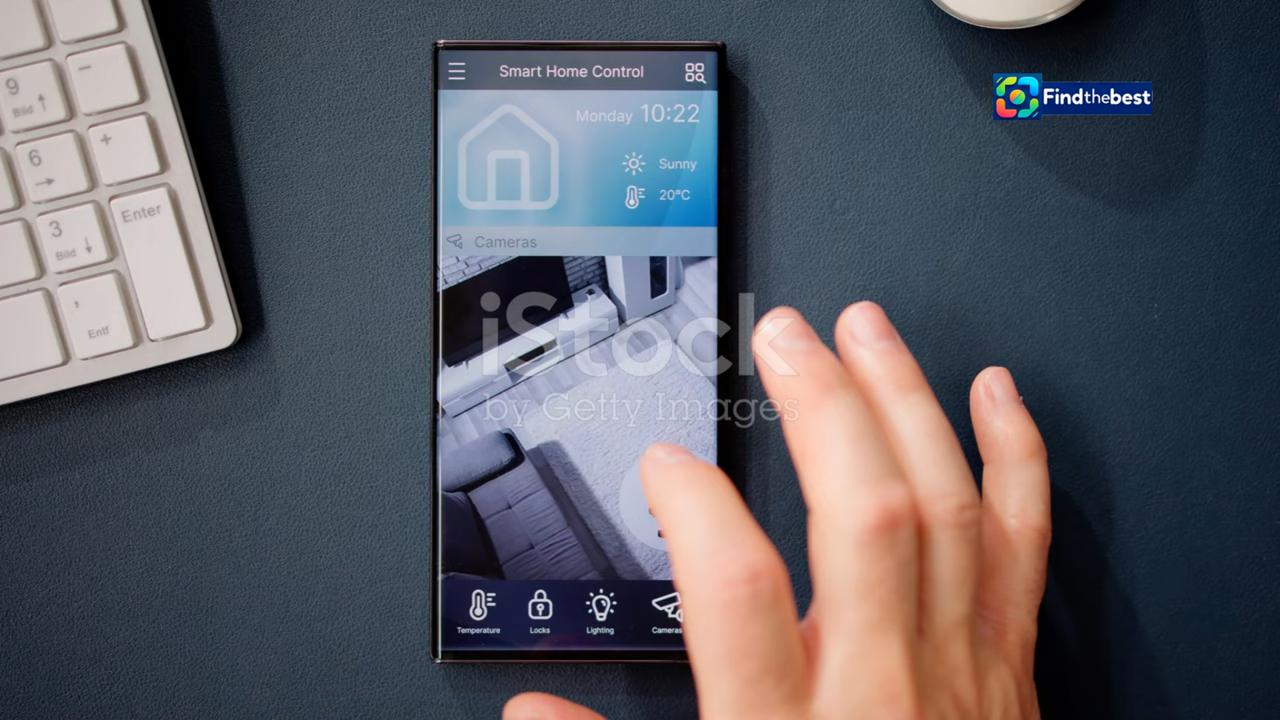 9
Bild ↑
−
6
→
+
3
Bild ↓
Enter
,
Entf
Smart Home Control
Monday 10:22
Sunny
20°C
Cameras
Temperature
Locks
Lighting
Cameras
FindtheBest
iStock
by Getty Images